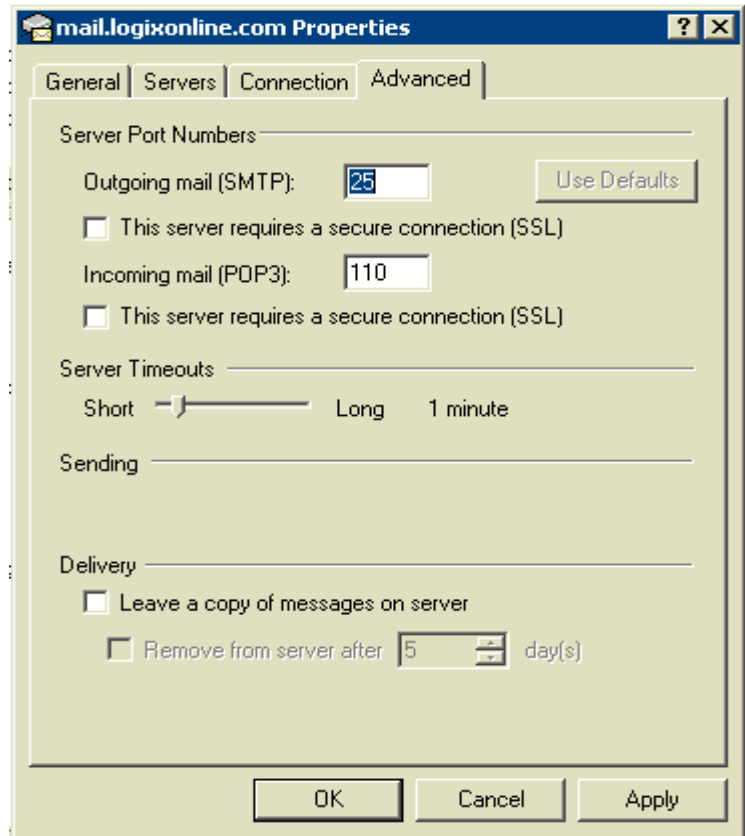 mail.logixonline.com Properties
General Servers Connection Advanced
Server Port Numbers
Outgoing mail (SMTP): 25 Use Defaults
This server requires a secure connection (SSL)
Incoming mail (POP3): 110
This server requires a secure connection (SSL)
Server Timeouts
Short Long 1 minute
Sending
Delivery
Leave a copy of messages on server
Remove from server after 5 day(s)
OK Cancel Apply